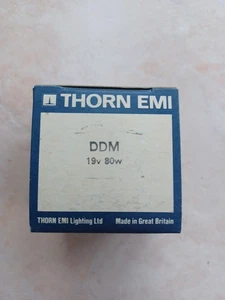 THORN EMI
DDM
19v 80w
THORN EMI Lighting Ltd Made in Great Britain